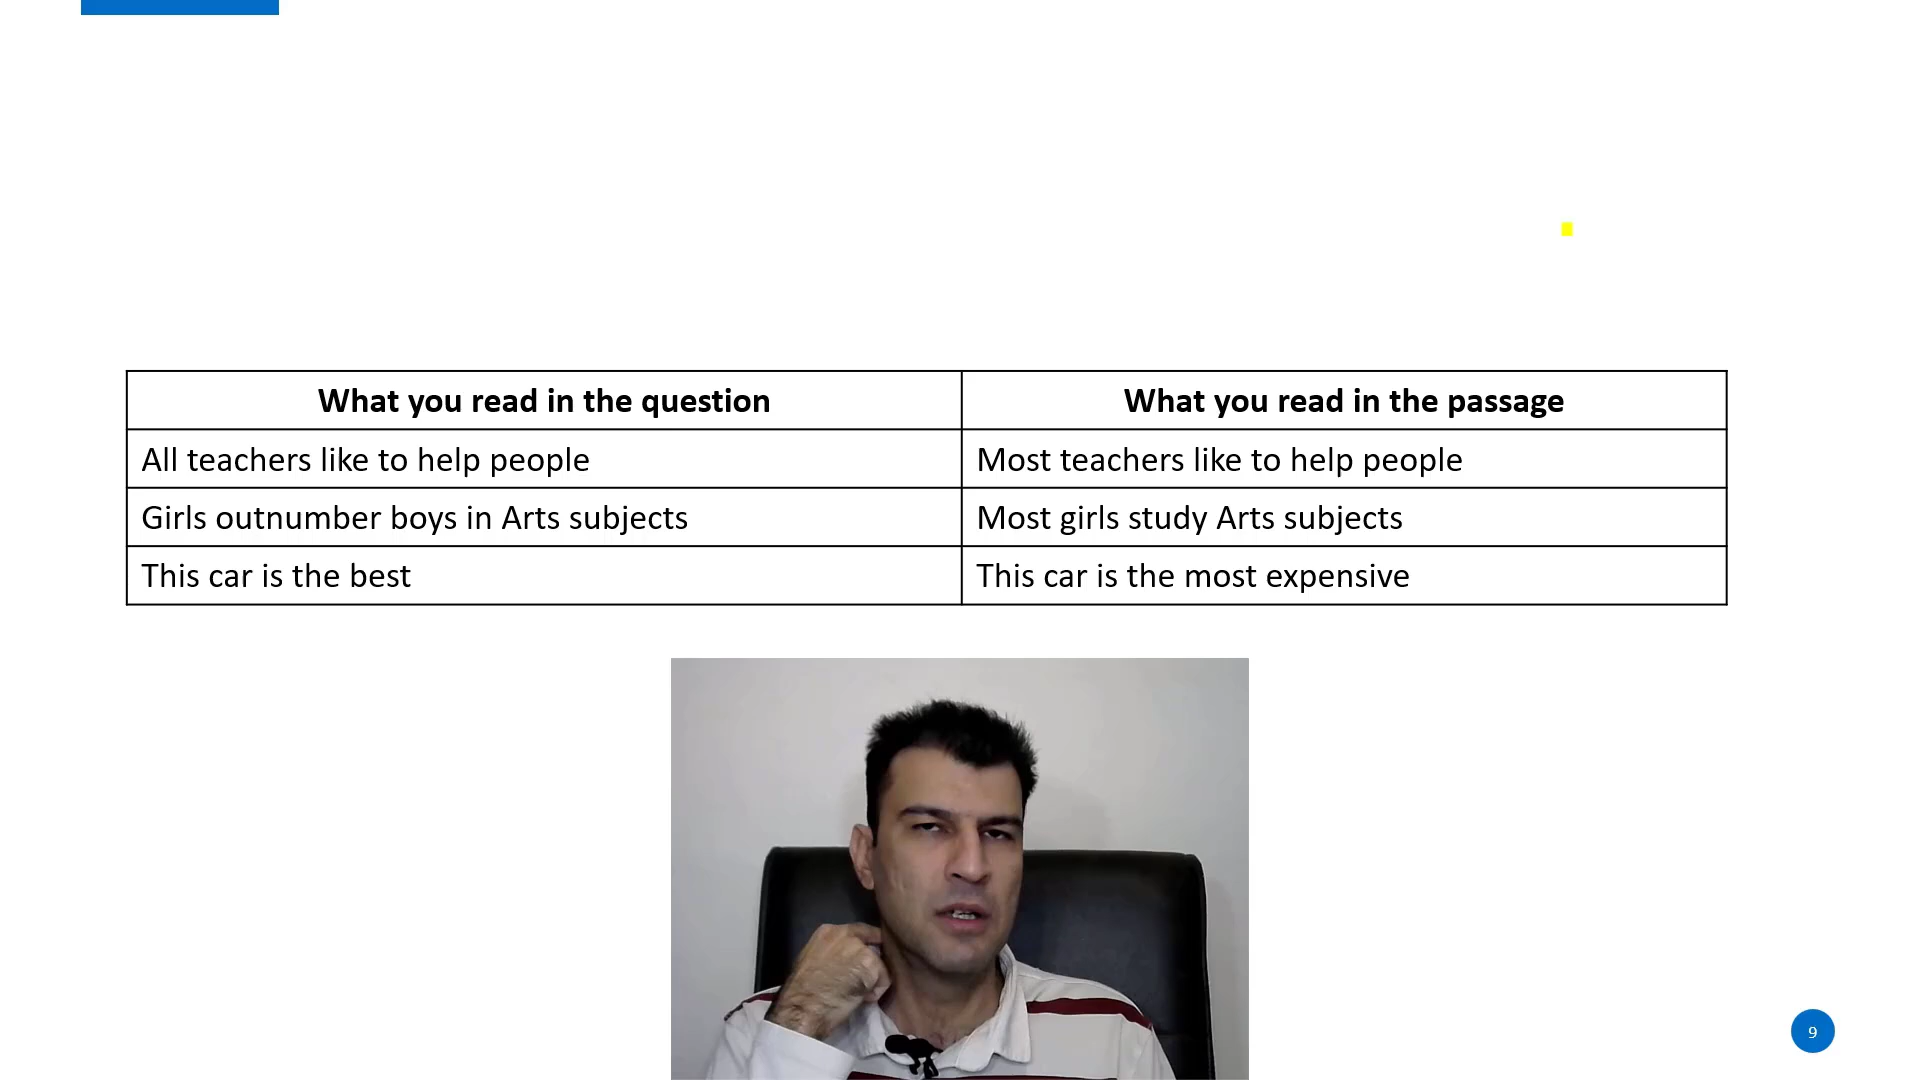 What you read in the question
What you read in the passage
All teachers like to help people
Most teachers like to help people
Girls outnumber boys in Arts subjects
Most girls study Arts subjects
This car is the best
This car is the most expensive
9